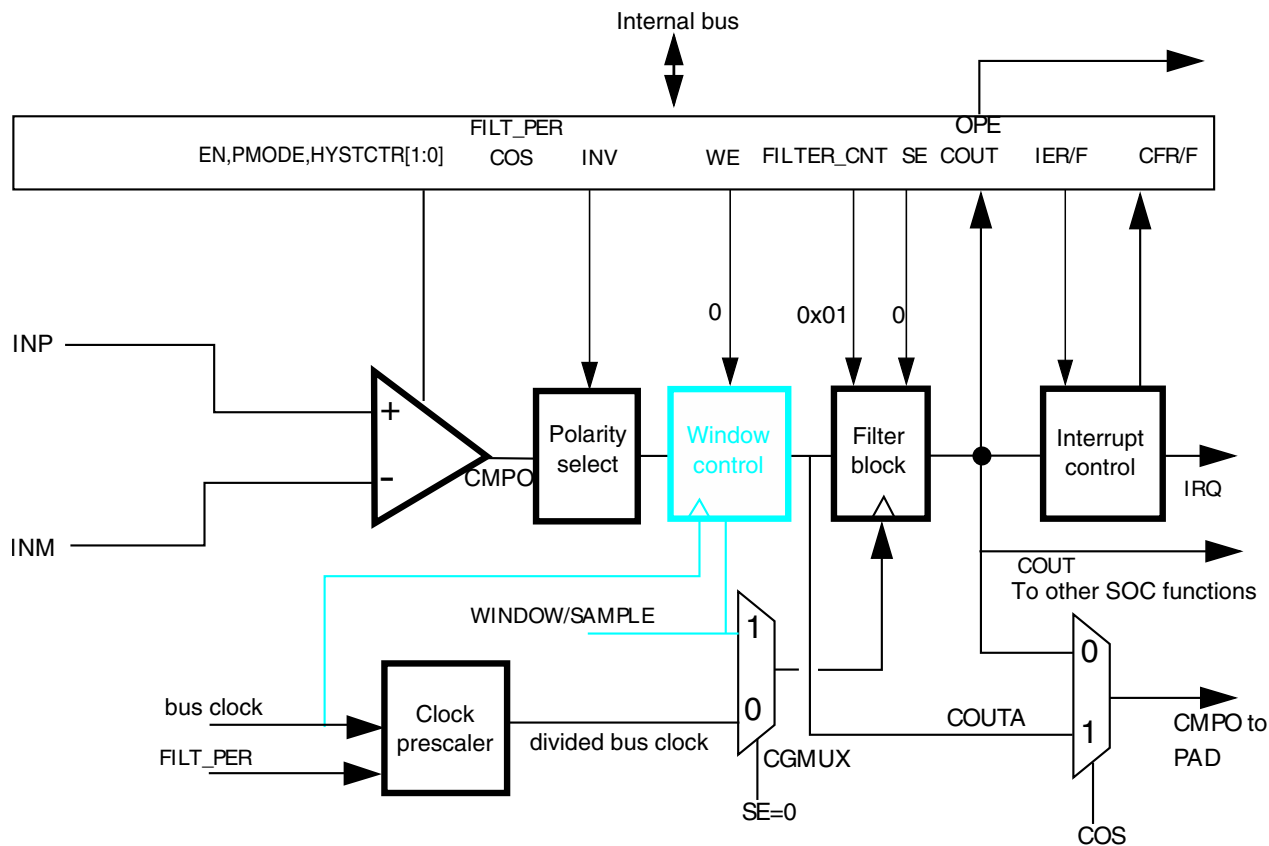 Internal bus
FILT_PER
OPE
EN,PMODE,HYSTCTR[1:0]
COS
INV
WE
FILTER_CNT
SE
COUT
IER/F
CFR/F
0
0x01
0
INP
+
-
CMPO
Polarity
select
Window
control
Filter
block
Interrupt
control
IRQ
INM
COUT
To other SOC functions
WINDOW/SAMPLE
1
0
0
1
bus clock
FILT_PER
Clock
prescaler
divided bus clock
CGMUX
SE=0
COUTA
CMPO to
PAD
COS